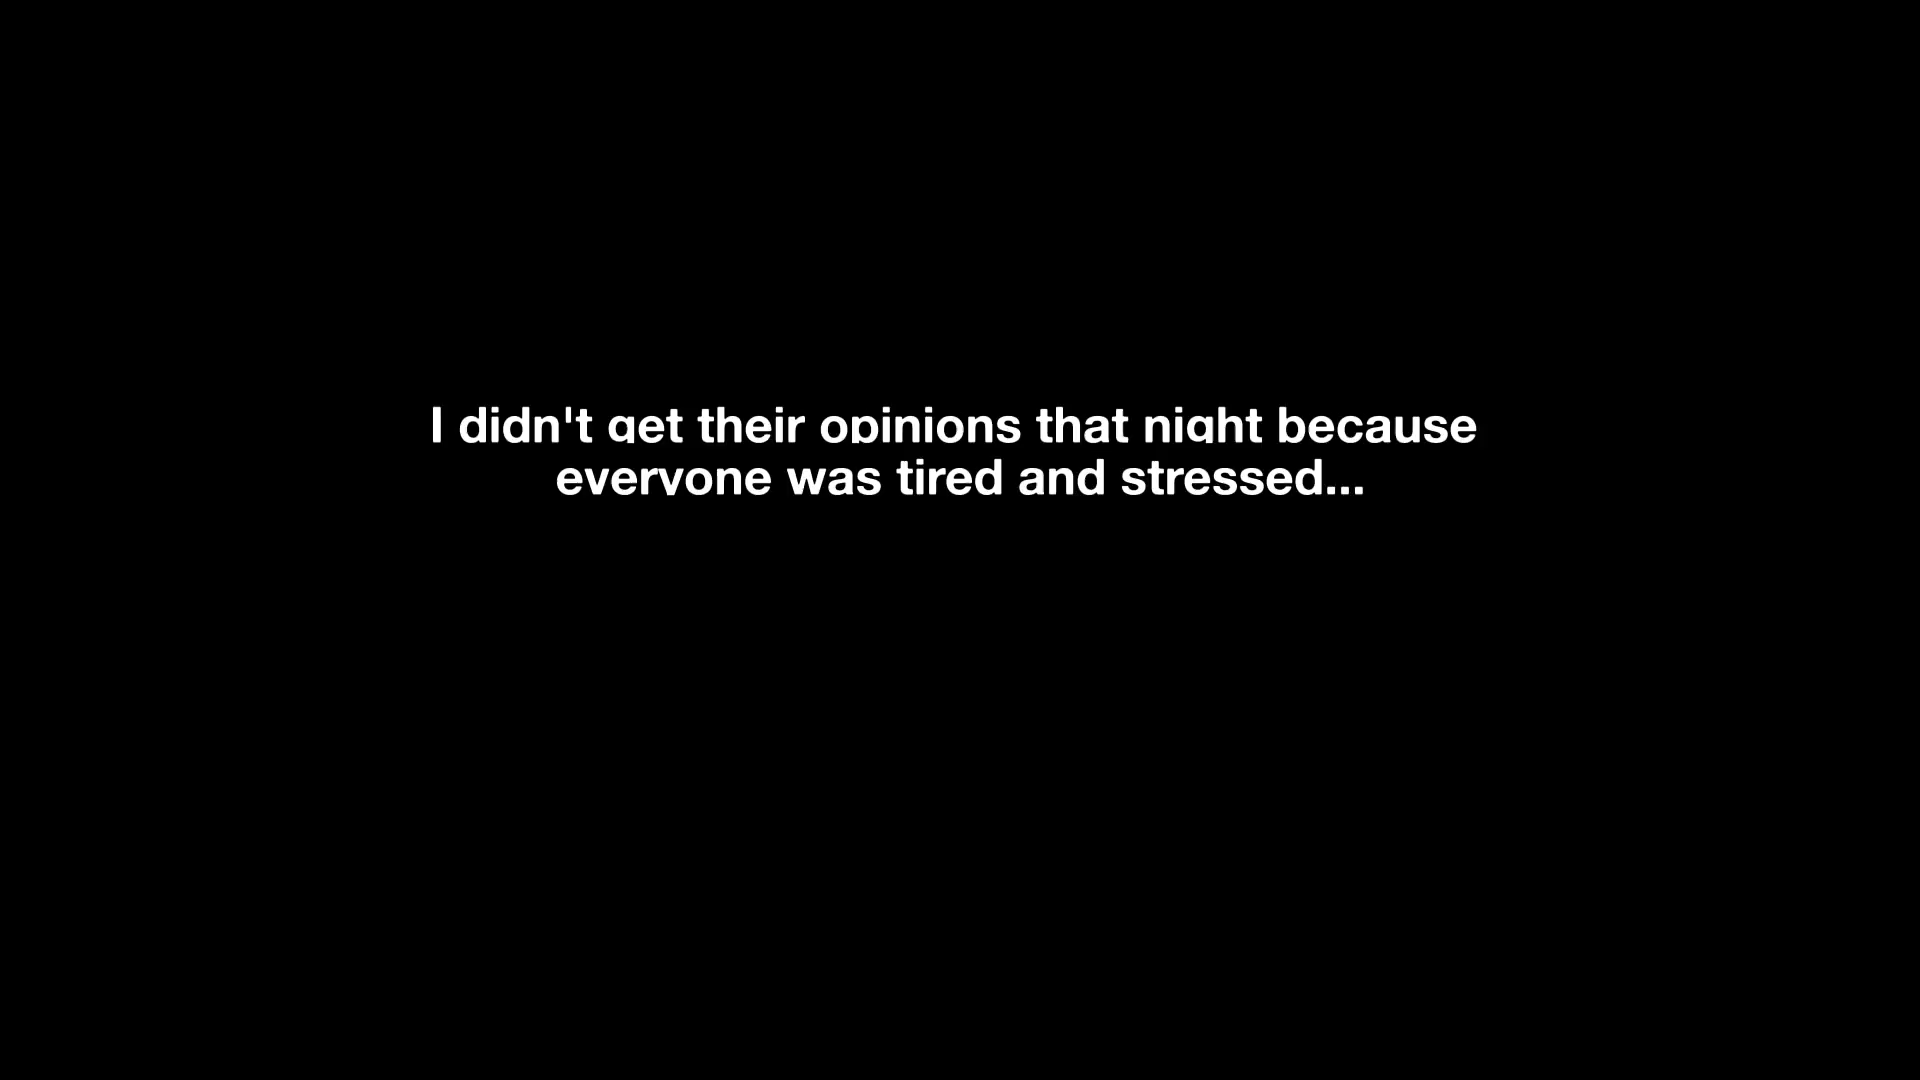 I didn't get their opinions that night because
everyone was tired and stressed...